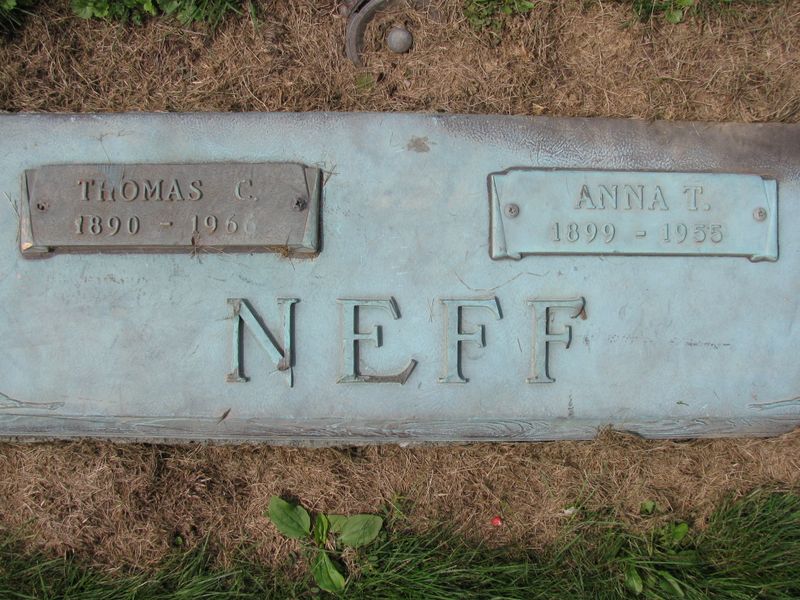 THOMAS C.
1890 - 1966
ANNA T.
1899 - 1955
NEFF